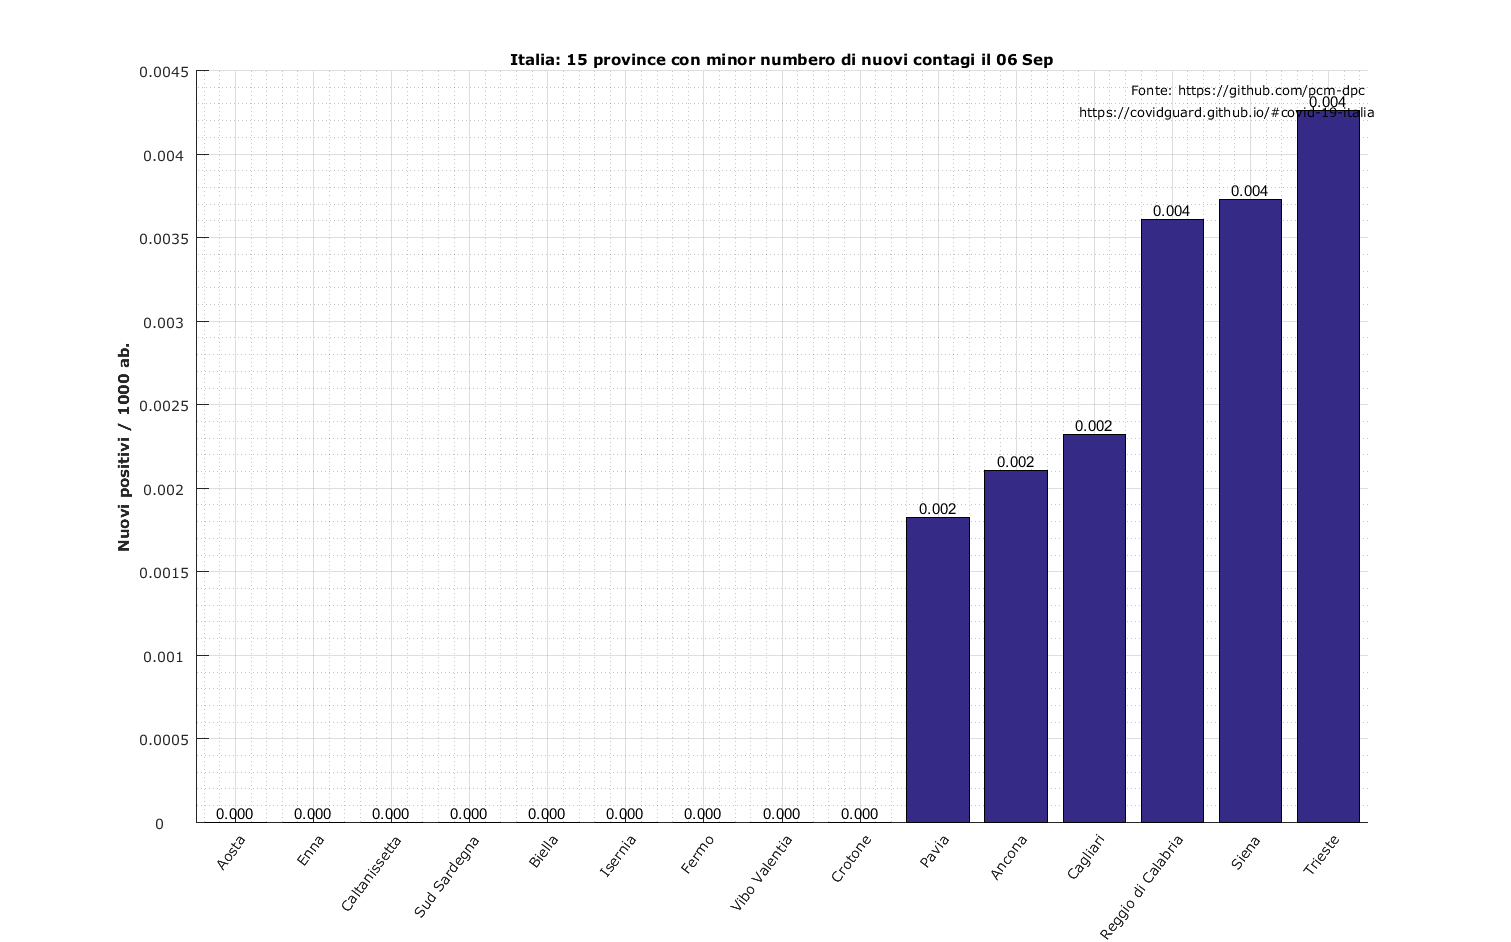 Italia: 15 province con minor numbero di nuovi contagi il 06 Sep
Fonte: https://github.com/pcm-dpc
https://covidguard.github.io/#covid-19-italia
Nuovi positivi / 1000 ab.
0.0045
0.004
0.0035
0.003
0.0025
0.002
0.0015
0.001
0.0005
0
0.000 0.000 0.000 0.000 0.000 0.000 0.000 0.000 0.000 0.002 0.002 0.002 0.004 0.004 0.004
Aosta
Enna
Caltanissetta
Sud Sardegna
Biella
Isernia
Fermo
Vibo Valentia
Crotone
Pavia
Ancona
Cagliari
Reggio di Calabria
Siena
Trieste